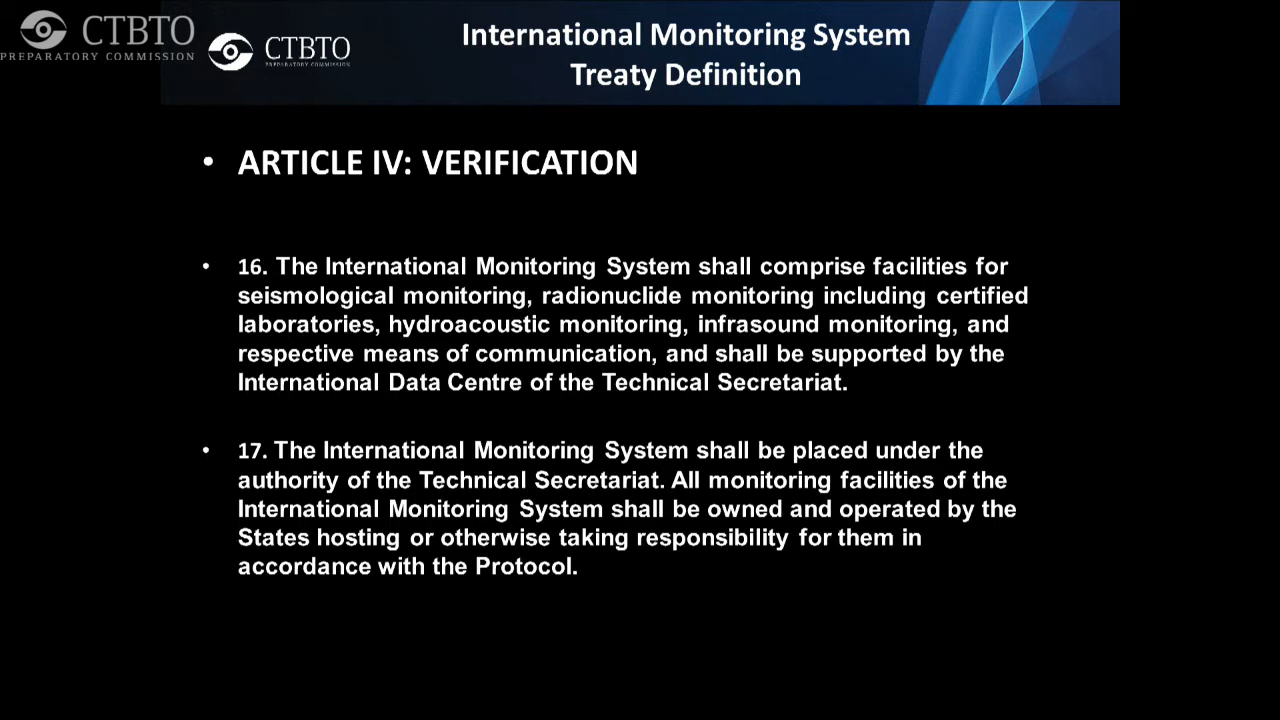 CTBTO
PREPARATORY COMMISSION
CTBTO
PREPARATORY COMMISSION
International Monitoring System
Treaty Definition
• ARTICLE IV: VERIFICATION
• 16. The International Monitoring System shall comprise facilities for
seismological monitoring, radionuclide monitoring including certified
laboratories, hydroacoustic monitoring, infrasound monitoring, and
respective means of communication, and shall be supported by the
International Data Centre of the Technical Secretariat.
• 17. The International Monitoring System shall be placed under the
authority of the Technical Secretariat. All monitoring facilities of the
International Monitoring System shall be owned and operated by the
States hosting or otherwise taking responsibility for them in
accordance with the Protocol.